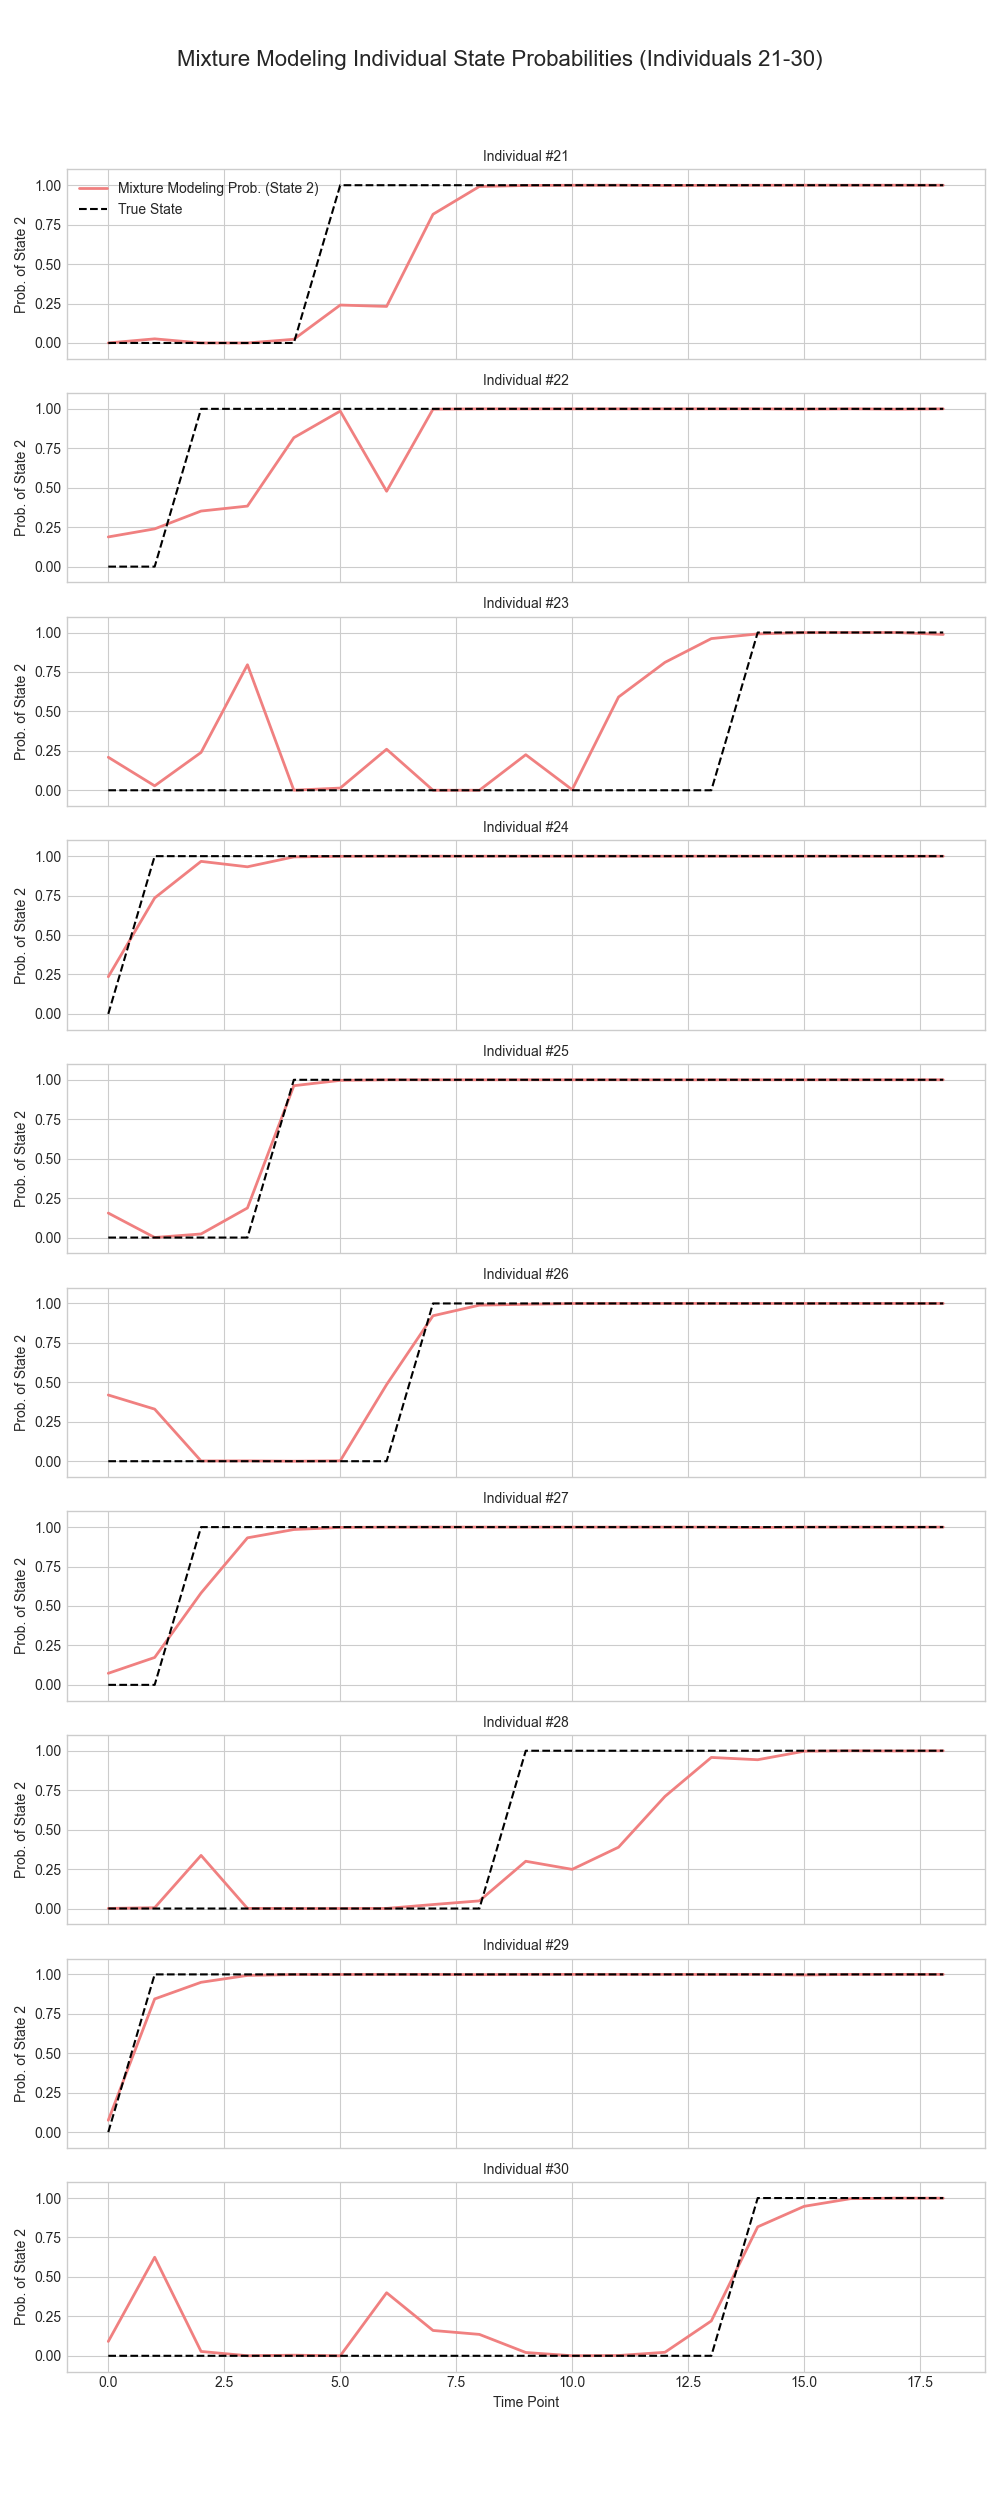 Mixture Modeling Individual State Probabilities (Individuals 21-30)
Individual #21
1.00
0.75
0.50
0.25
0.00
Prob. of State 2
Mixture Modeling Prob. (State 2)
True State
Individual #22
1.00
0.75
0.50
0.25
0.00
Prob. of State 2
Individual #23
1.00
0.75
0.50
0.25
0.00
Prob. of State 2
Individual #24
1.00
0.75
0.50
0.25
0.00
Prob. of State 2
Individual #25
1.00
0.75
0.50
0.25
0.00
Prob. of State 2
Individual #26
1.00
0.75
0.50
0.25
0.00
Prob. of State 2
Individual #27
1.00
0.75
0.50
0.25
0.00
Prob. of State 2
Individual #28
1.00
0.75
0.50
0.25
0.00
Prob. of State 2
Individual #29
1.00
0.75
0.50
0.25
0.00
Prob. of State 2
Individual #30
1.00
0.75
0.50
0.25
0.00
Prob. of State 2
0.0 2.5 5.0 7.5 10.0 12.5 15.0 17.5
Time Point